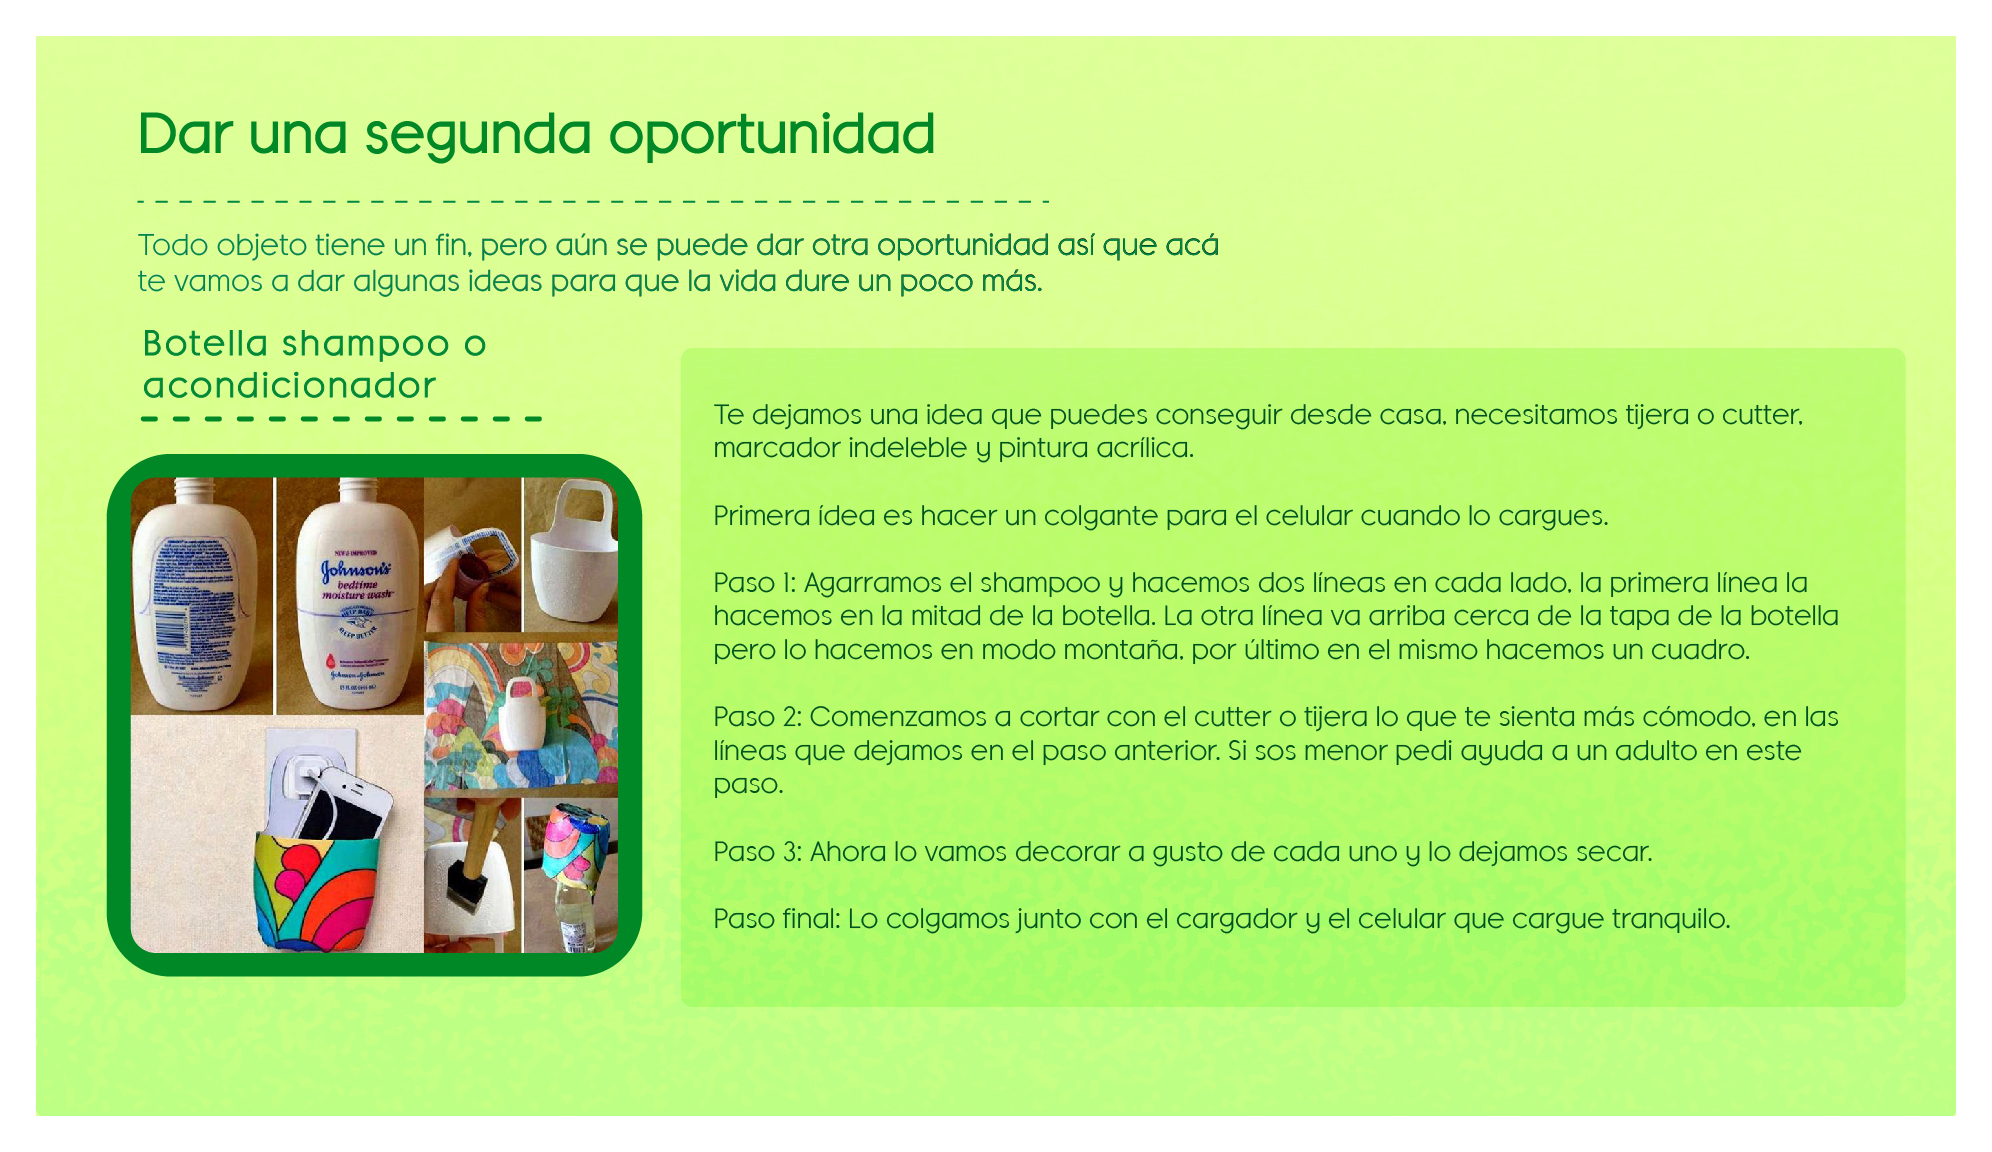 Dar una segunda oportunidad
Todo objeto tiene un fin, pero aún se puede dar otra oportunidad así que acá
te vamos a dar algunas ideas para que la vida dure un poco más.
Botella shampoo o
acondicionador
Te dejamos una idea que puedes conseguir desde casa, necesitamos tijera o cutter,
marcador indeleble y pintura acrílica.
Primera ídea es hacer un colgante para el celular cuando lo cargues.
Paso 1: Agarramos el shampoo y hacemos dos líneas en cada lado, la primera línea la
hacemos en la mitad de la botella. La otra línea va arriba cerca de la tapa de la botella
pero lo hacemos en modo montaña, por último en el mismo hacemos un cuadro.
Paso 2: Comenzamos a cortar con el cutter o tijera lo que te sienta más cómodo, en las
líneas que dejamos en el paso anterior. Si sos menor pedi ayuda a un adulto en este
paso.
Paso 3: Ahora lo vamos decorar a gusto de cada uno y lo dejamos secar.
Paso final: Lo colgamos junto con el cargador y el celular que cargue tranquilo.
NEW & IMPROVED
Johnson's
bedtime
moisture wash
Johnson & Johnson